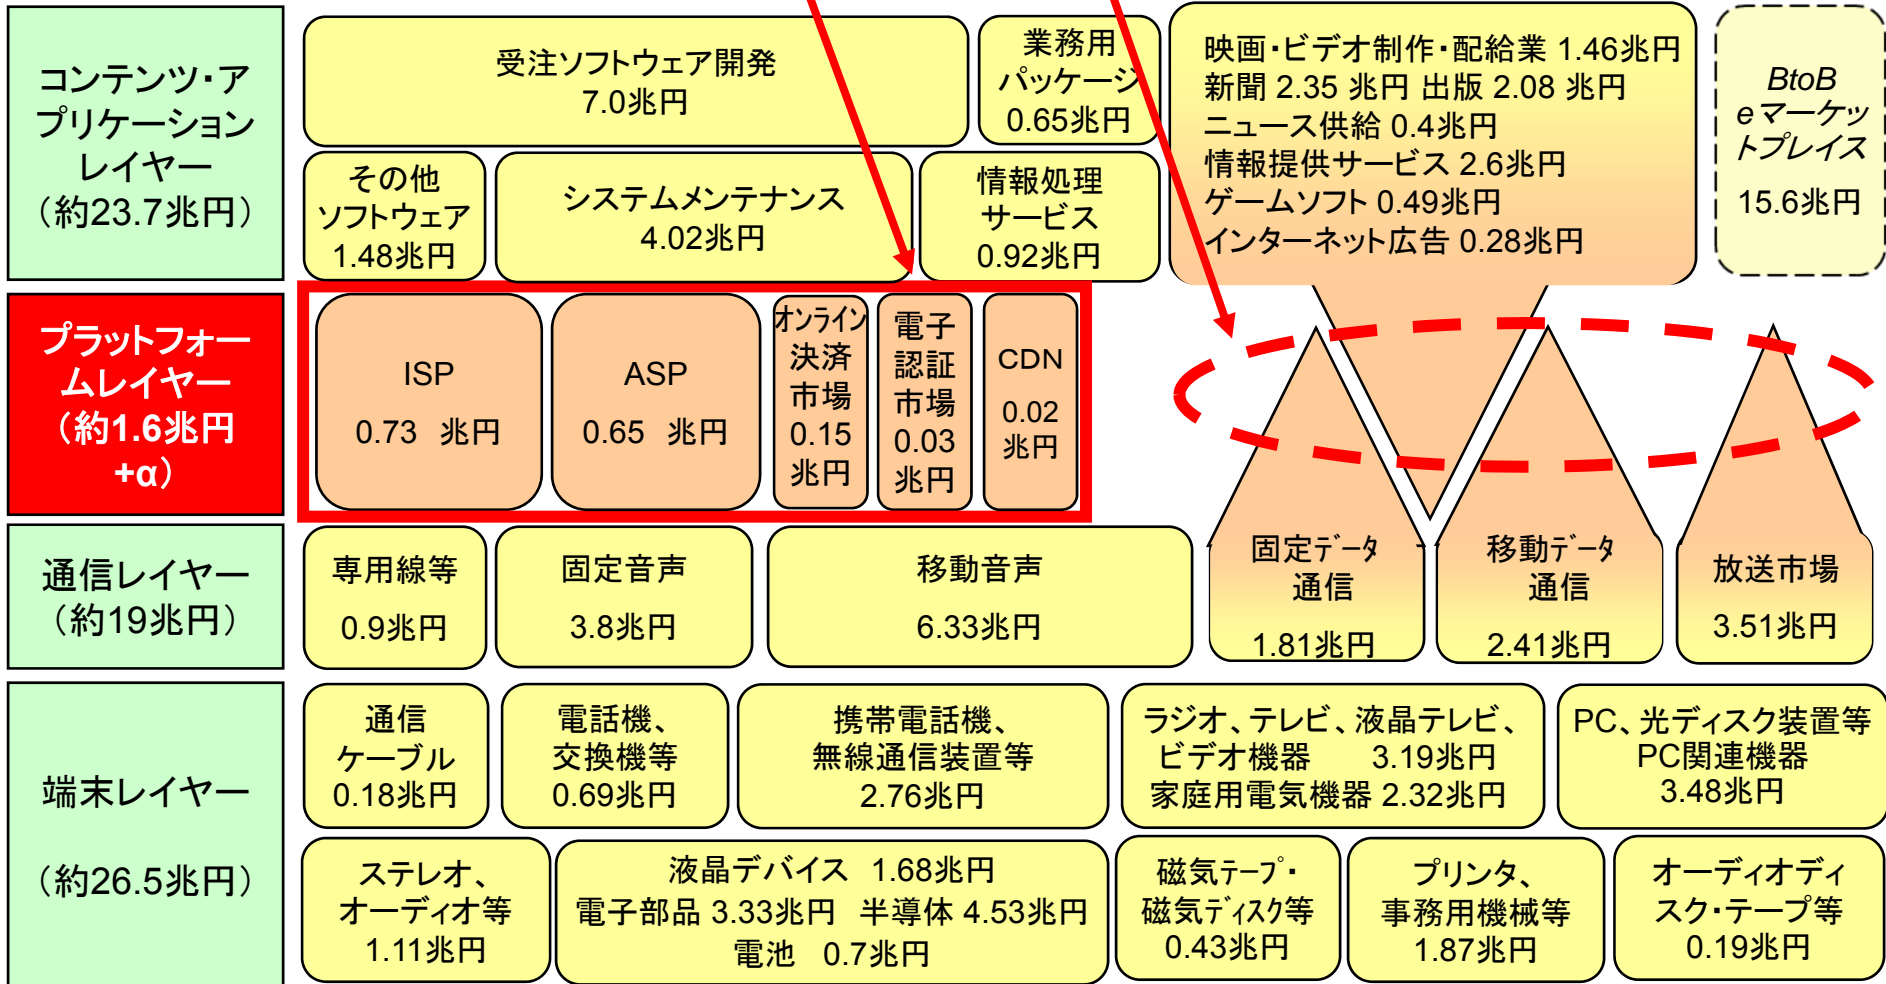 コンテンツ・ア
プリケーション
レイヤー
（約23.7兆円）
受注ソフトウェア開発
7.0兆円
業務用
パッケージ
0.65兆円
その他
ソフトウェア
1.48兆円
システムメンテナンス
4.02兆円
情報処理
サービス
0.92兆円
映画・ビデオ制作・配給業 1.46兆円
新聞 2.35 兆円 出版 2.08 兆円
ニュース供給 0.4兆円
情報提供サービス 2.6兆円
ゲームソフト 0.49兆円
インターネット広告 0.28兆円
BtoB
eマーケッ
トプレイス
15.6兆円
プラットフォー
ムレイヤー
（約1.6兆円
+α）
ISP
0.73 兆円
ASP
0.65 兆円
オンライン
決済
市場
0.15
兆円
電子
認証
市場
0.03
兆円
CDN
0.02
兆円
通信レイヤー
（約19兆円）
専用線等
0.9兆円
固定音声
3.8兆円
移動音声
6.33兆円
固定データ
通信
1.81兆円
移動データ
通信
2.41兆円
放送市場
3.51兆円
端末レイヤー
（約26.5兆円）
通信
ケーブル
0.18兆円
電話機、
交換機等
0.69兆円
携帯電話機、
無線通信装置等
2.76兆円
ラジオ、テレビ、液晶テレビ、
ビデオ機器 3.19兆円
家庭用電気機器 2.32兆円
PC、光ディスク装置等
PC関連機器
3.48兆円
ステレオ、
オーディオ等
1.11兆円
液晶デバイス 1.68兆円
電子部品 3.33兆円 半導体 4.53兆円
電池 0.7兆円
磁気テープ・
磁気ディスク等
0.43兆円
プリンタ、
事務用機械等
1.87兆円
オーディオディ
スク・テープ等
0.19兆円